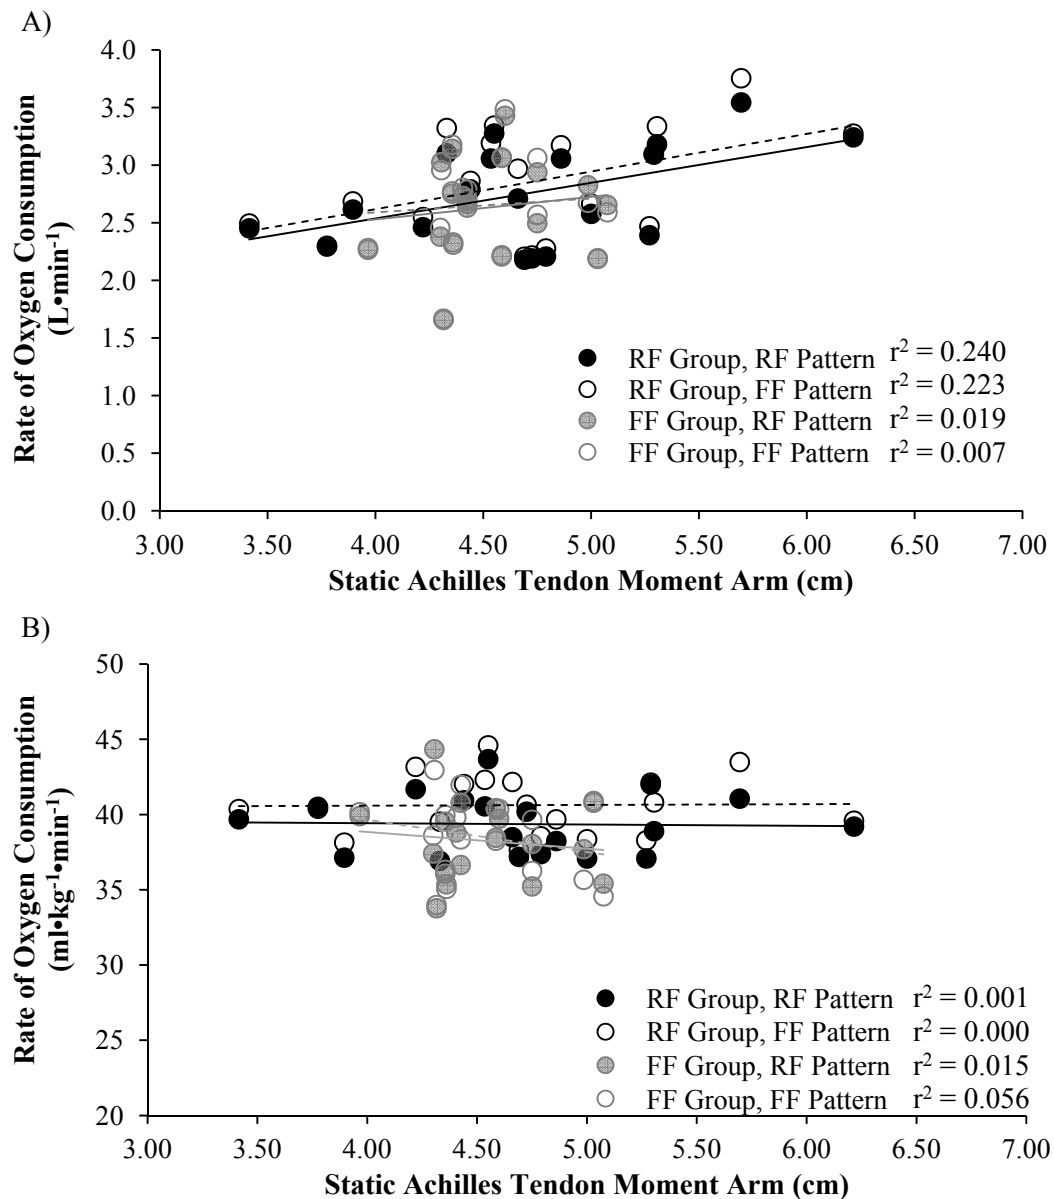 A)
Rate of Oxygen Consumption
(L•min⁻¹)
4.0
3.5
3.0
2.5
2.0
1.5
1.0
0.5
0.0
RF Group, RF Pattern r² = 0.240
RF Group, FF Pattern r² = 0.223
FF Group, RF Pattern r² = 0.019
FF Group, FF Pattern r² = 0.007
3.00 3.50 4.00 4.50 5.00 5.50 6.00 6.50 7.00
Static Achilles Tendon Moment Arm (cm)
B)
Rate of Oxygen Consumption
(ml•kg⁻¹•min⁻¹)
50
45
40
35
30
25
20
RF Group, RF Pattern r² = 0.001
RF Group, FF Pattern r² = 0.000
FF Group, RF Pattern r² = 0.015
FF Group, FF Pattern r² = 0.056
3.00 3.50 4.00 4.50 5.00 5.50 6.00 6.50 7.00
Static Achilles Tendon Moment Arm (cm)